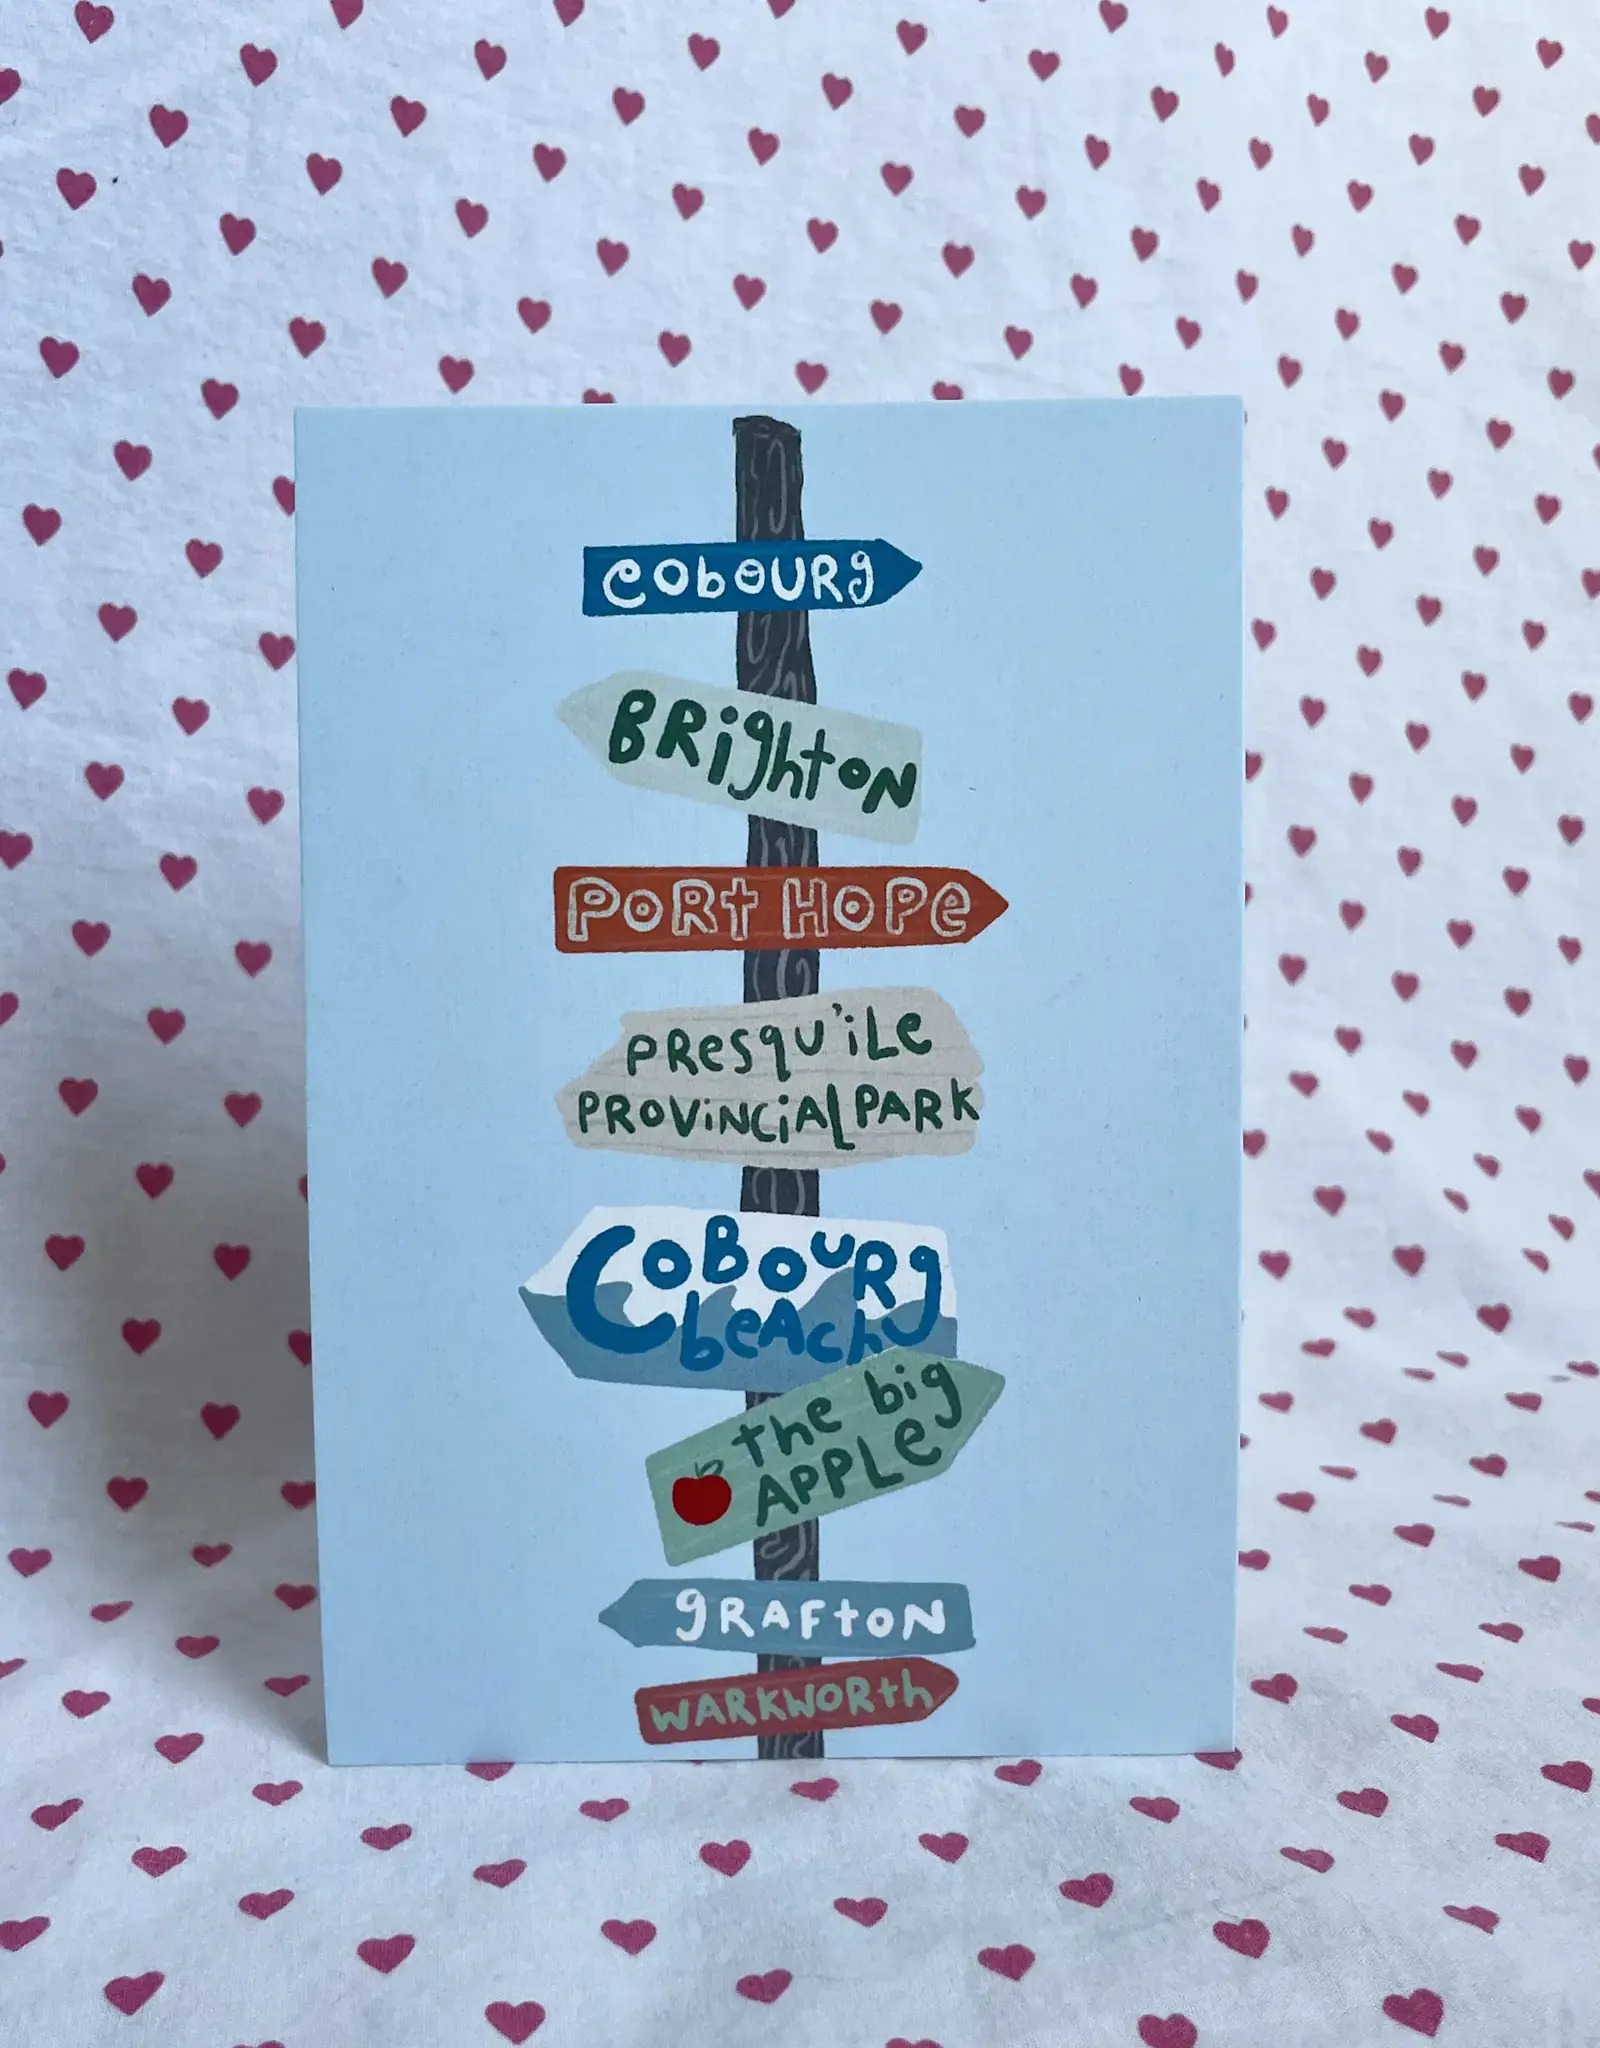 CobOURg
BRighton
PORt HOPe
PResqu'iLe
PROViNCiALPARK
CoBouRg
beAch
the big
APPLe
gRAFtoN
WARKWORth